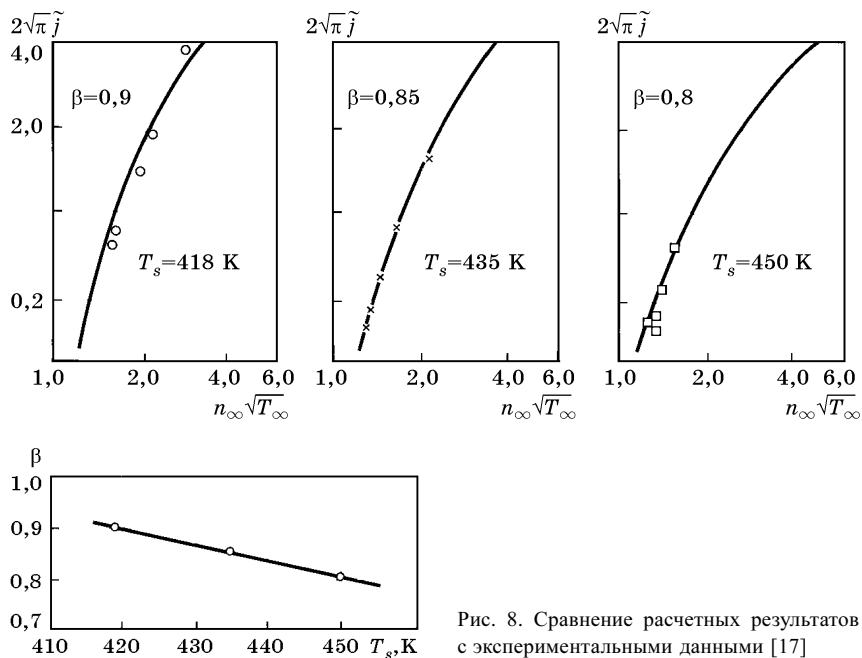 2√π j̃
4,0
β=0,9
2,0
T_s=418 К
0,2
1,0 2,0 4,0 6,0
n_∞√T_∞
2√π j̃
β=0,85
T_s=435 К
1,0 2,0 4,0 6,0
n_∞√T_∞
2√π j̃
β=0,8
T_s=450 К
1,0 2,0 4,0 6,0
n_∞√T_∞
β
1,0
0,9
0,8
0,7
410 420 430 440 450 T_s,К
Рис. 8. Сравнение расчетных результатов
с экспериментальными данными [17]